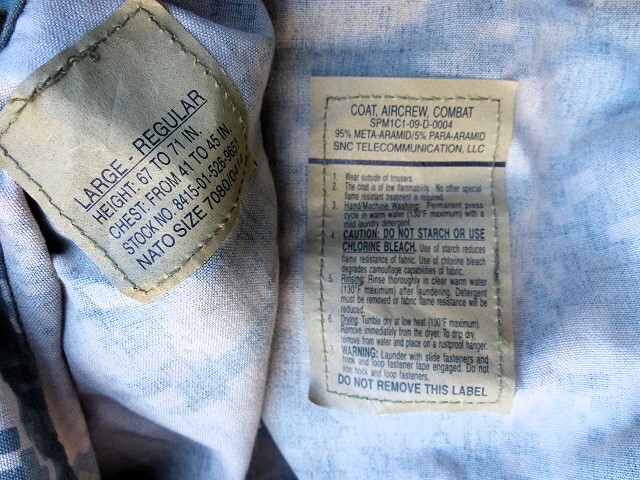 LARGE - REGULAR
HEIGHT: 67 TO 71 IN.
CHEST: FROM 41 TO 45 IN.
STOCK NO. 8415-01-526-9651
NATO SIZE 7080/04
COAT, AIRCREW, COMBAT
SPM1C1-09-D-0004
95% META-ARAMID/5% PARA-ARAMID
SNC TELECOMMUNICATION, LLC
1. Wear outside of trousers.
2. The coat is of low flammability. No other special
flame resistant treatment is required.
3. Hand/Machine Washing: Permanent press
cycle in warm water (130°F maximum) with a
mild laundry detergent.
4. CAUTION: DO NOT STARCH OR USE
CHLORINE BLEACH. Use of starch reduces
flame resistance of fabric. Use of chlorine bleach
degrades camouflage capabilities of fabric.
5. Rinsing: Rinse thoroughly in clear warm water
(130°F maximum) after laundering. Detergent
must be removed or fabric flame resistance will be
reduced.
6. Drying: Tumble dry at low heat (130°F maximum).
Remove immediately from the dryer. To drip dry,
remove from water and place on a rustproof hanger.
7. WARNING: Launder with slide fasteners and
hook and loop fastener tape engaged. Do not
iron hook and loop fasteners.
DO NOT REMOVE THIS LABEL